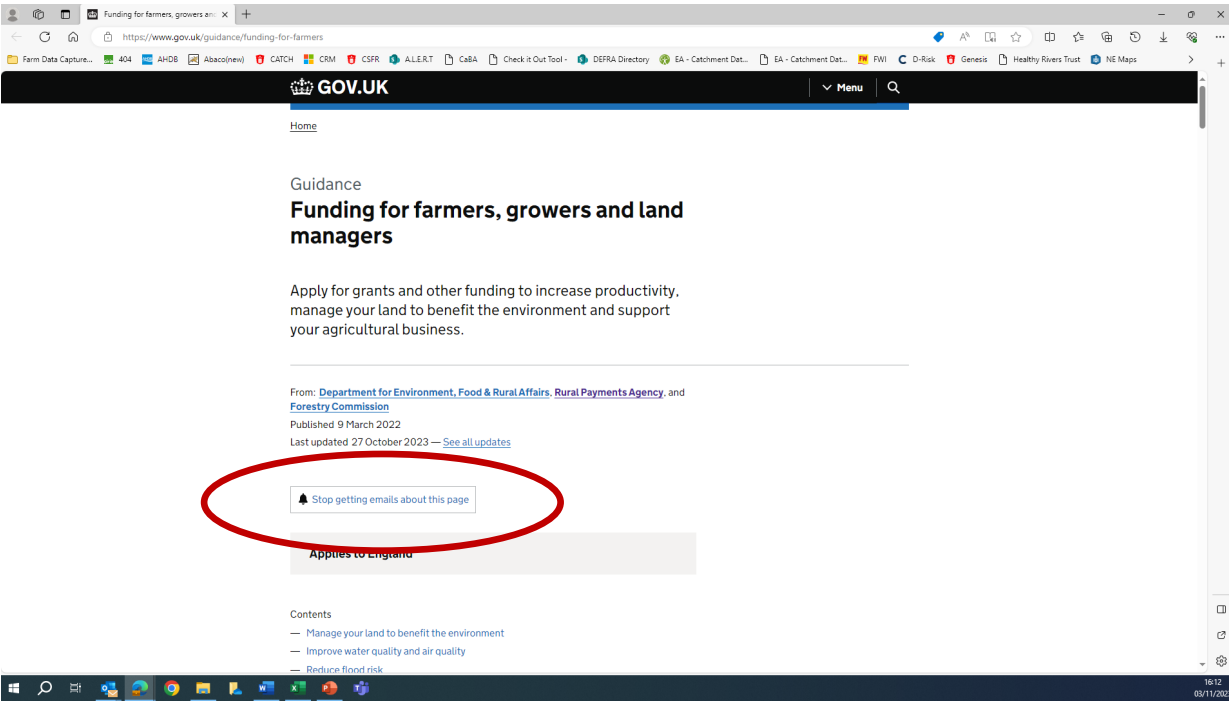 Funding for farmers, growers and
https://www.gov.uk/guidance/funding-for-farmers
Farm Data Capture... 404 AHDB Abaco(new) CATCH CRM CSFR A.L.E.R.T CaBA Check it Out Tool - DEFRA Directory EA - Catchment Dat... EA - Catchment Dat... FWI D-Risk Genesis Healthy Rivers Trust NE Maps
GOV.UK
Menu
Home
Guidance
Funding for farmers, growers and land
managers
Apply for grants and other funding to increase productivity,
manage your land to benefit the environment and support
your agricultural business.
From: Department for Environment, Food & Rural Affairs, Rural Payments Agency, and
Forestry Commission
Published 9 March 2022
Last updated 27 October 2023 — See all updates
Stop getting emails about this page
Applies to England
Contents
— Manage your land to benefit the environment
— Improve water quality and air quality
— Reduce flood risk
16:12
03/11/202